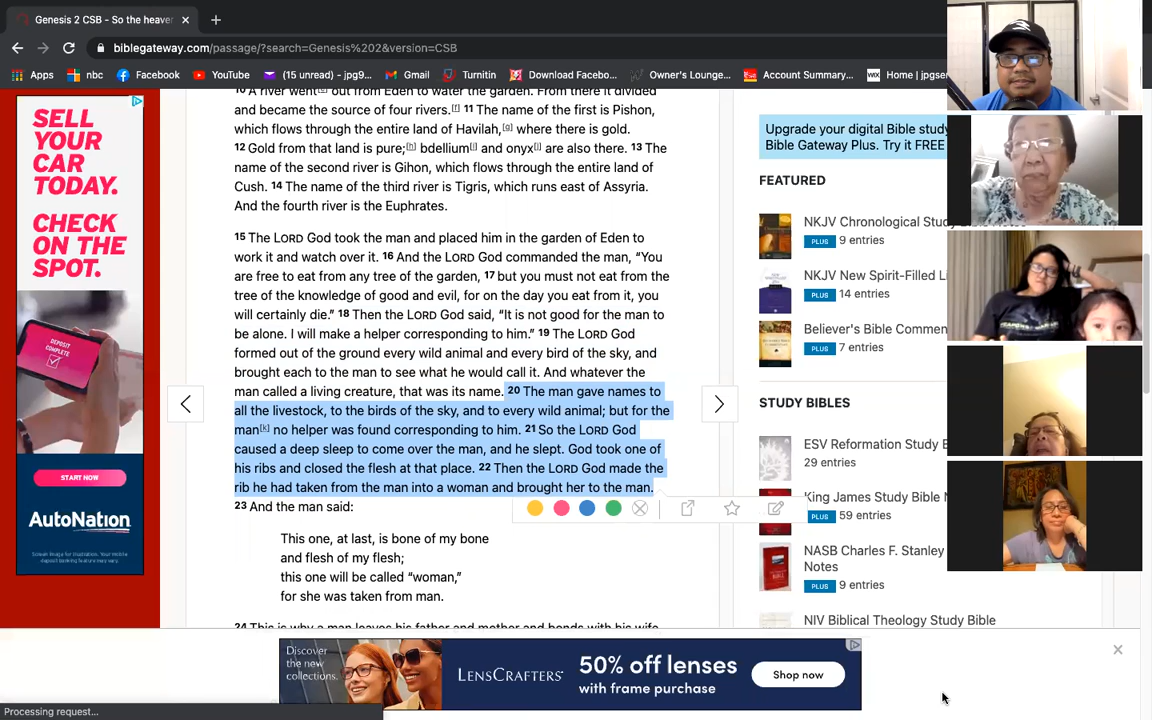 Genesis 2 CSB - So the heaven
biblegateway.com/passage/?search=Genesis%202&version=CSB
Apps nbc Facebook YouTube (15 unread) - jpg9... Gmail Turnitin Download Facebo... Owner's Lounge... Account Summary... Home | jpgser
SELL
YOUR
CAR
TODAY.
CHECK
ON THE
SPOT.
DEPOSIT
COMPLETE
START NOW
AutoNation
10 A river went[e] out from Eden to water the garden. From there it divided
and became the source of four rivers.[f] 11 The name of the first is Pishon,
which flows through the entire land of Havilah,[g] where there is gold.
12 Gold from that land is pure;[h] bdellium[i] and onyx[j] are also there. 13 The
name of the second river is Gihon, which flows through the entire land of
Cush. 14 The name of the third river is Tigris, which runs east of Assyria.
And the fourth river is the Euphrates.
15 The LORD God took the man and placed him in the garden of Eden to
work it and watch over it. 16 And the LORD God commanded the man, “You
are free to eat from any tree of the garden, 17 but you must not eat from the
tree of the knowledge of good and evil, for on the day you eat from it, you
will certainly die.” 18 Then the LORD God said, “It is not good for the man to
be alone. I will make a helper corresponding to him.” 19 The LORD God
formed out of the ground every wild animal and every bird of the sky, and
brought each to the man to see what he would call it. And whatever the
man called a living creature, that was its name. 20 The man gave names to
all the livestock, to the birds of the sky, and to every wild animal; but for the
man[k] no helper was found corresponding to him. 21 So the LORD God
caused a deep sleep to come over the man, and he slept. God took one of
his ribs and closed the flesh at that place. 22 Then the LORD God made the
rib he had taken from the man into a woman and brought her to the man.
23 And the man said:
This one, at last, is bone of my bone
and flesh of my flesh;
this one will be called “woman,”
for she was taken from man.
24 This is why a man leaves his father and mother and bonds with his wife,
Upgrade your digital Bible study
Bible Gateway Plus. Try it FREE
FEATURED
NKJV Chronological Study Bible Notes
PLUS 9 entries
NKJV New Spirit-Filled Li
PLUS 14 entries
Believer's Bible Commen
PLUS 7 entries
STUDY BIBLES
ESV Reformation Study B
29 entries
King James Study Bible N
PLUS 59 entries
NASB Charles F. Stanley
Notes
PLUS 9 entries
NIV Biblical Theology Study Bible
Discover
the new
collections.
LENSCRAFTERS
50% off lenses
with frame purchase
Shop now
Processing request...